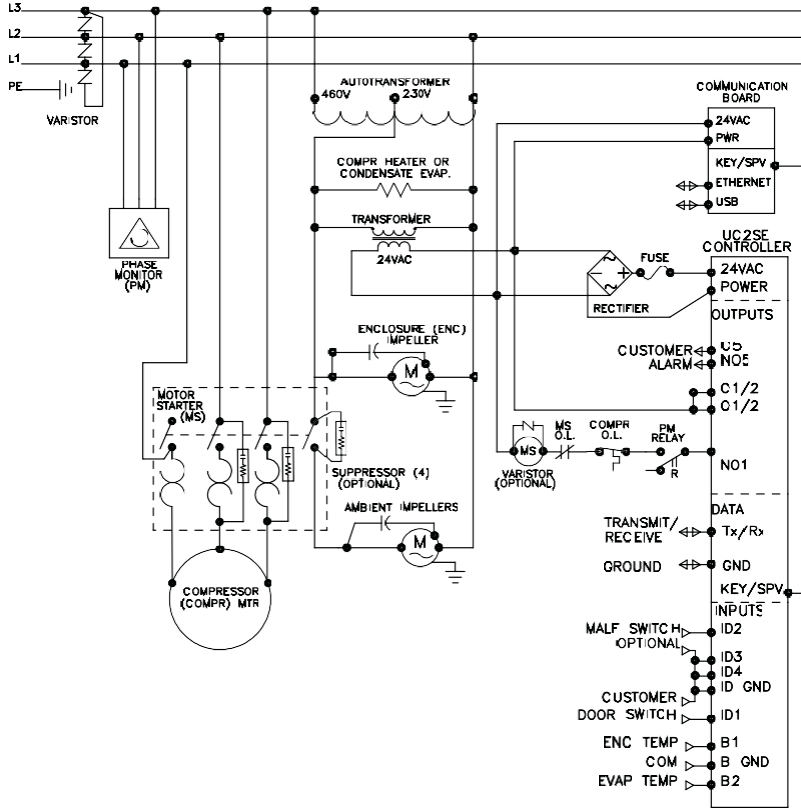 L3
L2
L1
PE
VARISTOR
AUTOTRANSFORMER
460V
230V
COMPR HEATER OR
CONDENSATE EVAP.
TRANSFORMER
24VAC
PHASE
MONITOR
(PM)
COMMUNICATION
BOARD
24VAC
PWR
KEY/SPV
ETHERNET
USB
UC2SE
CONTROLLER
FUSE
24VAC
POWER
RECTIFIER
OUTPUTS
CUSTOMER
ALARM
C5
NO5
C1/2
C1/2
ENCLOSURE (ENC)
IMPELLER
M
MOTOR
STARTER
(MS)
SUPPRESSOR (4)
(OPTIONAL)
AMBIENT IMPELLERS
M
COMPRESSOR
(COMPR) MTR
MS
VARISTOR
(OPTIONAL)
MS
O.L.
COMPR
O.L.
PM
RELAY
R
NO1
DATA
TRANSMIT/
RECEIVE
Tx/Rx
GROUND
GND
KEY/SPV
INPUTS
MALF SWITCH
ID2
OPTIONAL
ID3
ID4
ID GND
CUSTOMER
DOOR SWITCH
ID1
ENC TEMP
B1
COM
B GND
EVAP TEMP
B2